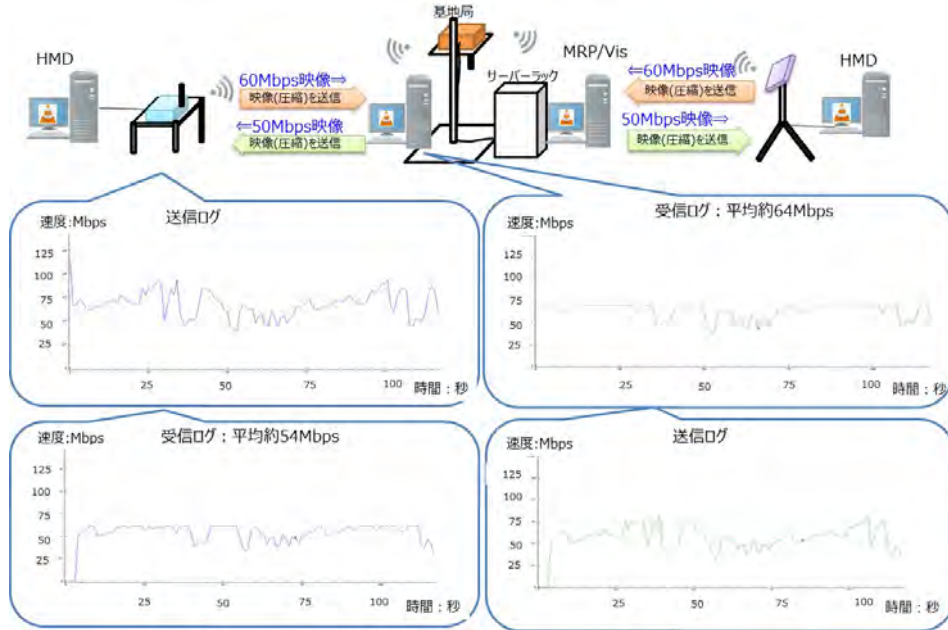 基地局
HMD
MRP/Vis
HMD
サーバーラック
60Mbps映像⇒
映像(圧縮)を送信
⇐50Mbps映像
映像(圧縮)を送信
⇐60Mbps映像
映像(圧縮)を送信
50Mbps映像⇒
映像(圧縮)を送信
速度:Mbps
送信ログ
125
100
75
50
25
25
50
75
100
時間：秒
速度:Mbps
受信ログ：平均約64Mbps
125
100
75
50
25
25
50
75
100
時間：秒
速度:Mbps
受信ログ：平均約54Mbps
125
100
75
50
25
25
50
75
100
時間：秒
速度:Mbps
送信ログ
125
100
75
50
25
25
50
75
100
時間：秒